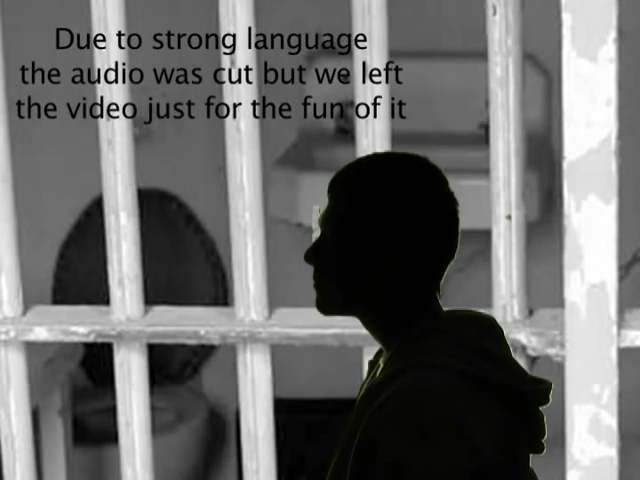 Due to strong language
the audio was cut but we left
the video just for the fun of it